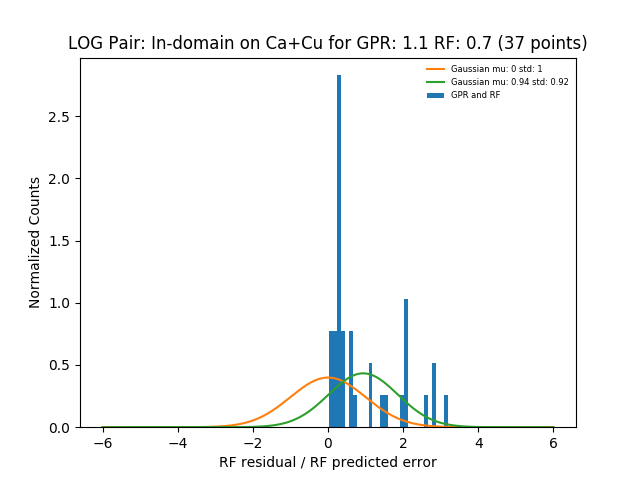 LOG Pair: In-domain on Ca+Cu for GPR: 1.1 RF: 0.7 (37 points)
Gaussian mu: 0 std: 1
Gaussian mu: 0.94 std: 0.92
GPR and RF
Normalized Counts
2.5
2.0
1.5
1.0
0.5
0.0
−6 −4 −2 0 2 4 6
RF residual / RF predicted error